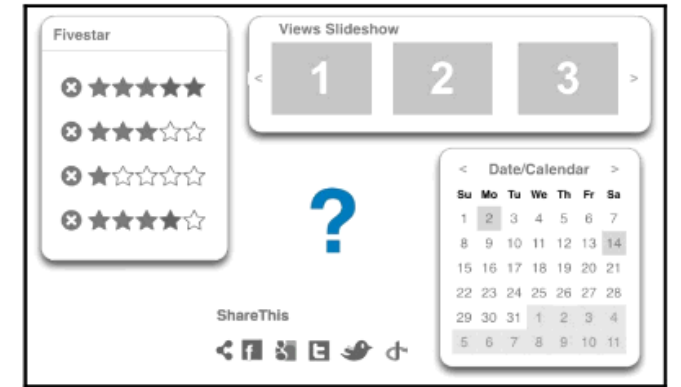 Fivestar
Views Slideshow
< 1 2 3 >
?
< Date/Calendar >
Su Mo Tu We Th Fr Sa
1 2 3 4 5 6 7
8 9 10 11 12 13 14
15 16 17 18 19 20 21
22 23 24 25 26 27 28
29 30 31 1 2 3 4
5 6 7 8 9 10 11
ShareThis